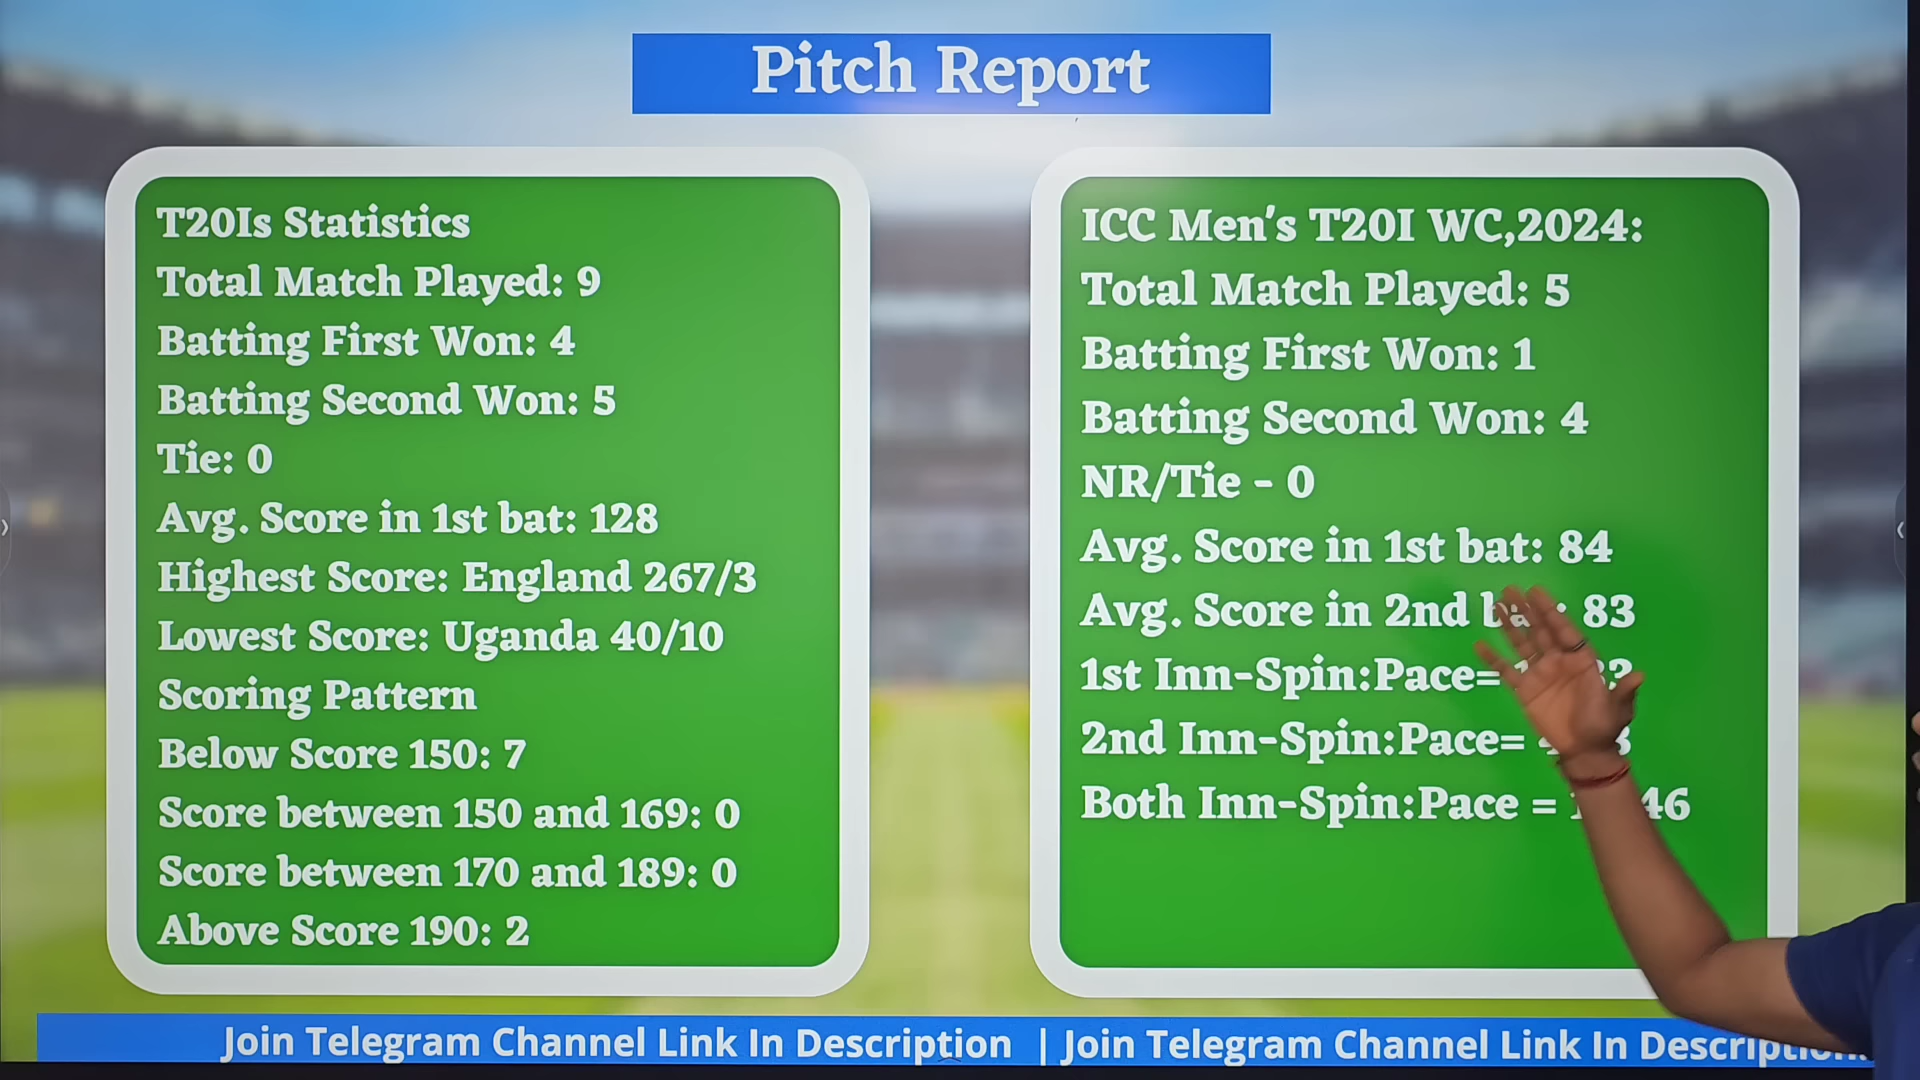 Pitch Report
T20Is Statistics
Total Match Played: 9
Batting First Won: 4
Batting Second Won: 5
Tie: 0
Avg. Score in 1st bat: 128
Highest Score: England 267/3
Lowest Score: Uganda 40/10
Scoring Pattern
Below Score 150: 7
Score between 150 and 169: 0
Score between 170 and 189: 0
Above Score 190: 2
ICC Men's T20I WC,2024:
Total Match Played: 5
Batting First Won: 1
Batting Second Won: 4
NR/Tie - 0
Avg. Score in 1st bat: 84
Avg. Score in 2nd : 83
1st Inn-Spin:Pace=
2nd Inn-Spin:Pace=
Both Inn-Spin:Pace = 46
Join Telegram Channel Link In Description | Join Telegram Channel Link In Description